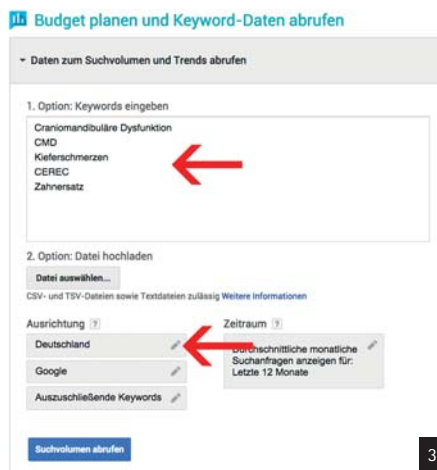 Budget planen und Keyword-Daten abrufen
Daten zum Suchvolumen und Trends abrufen
1. Option: Keywords eingeben
Craniomandibuläre Dysfunktion
CMD
Kieferschmerzen
CEREC
Zahnersatz
2. Option: Datei hochladen
Datei auswählen...
CSV- und TSV-Dateien sowie Textdateien zulässig Weitere Informationen
Ausrichtung ?
Deutschland
Google
Auszuschließende Keywords
Zeitraum ?
Durchschnittliche monatliche
Suchanfragen anzeigen für:
Letzte 12 Monate
Suchvolumen abrufen
3